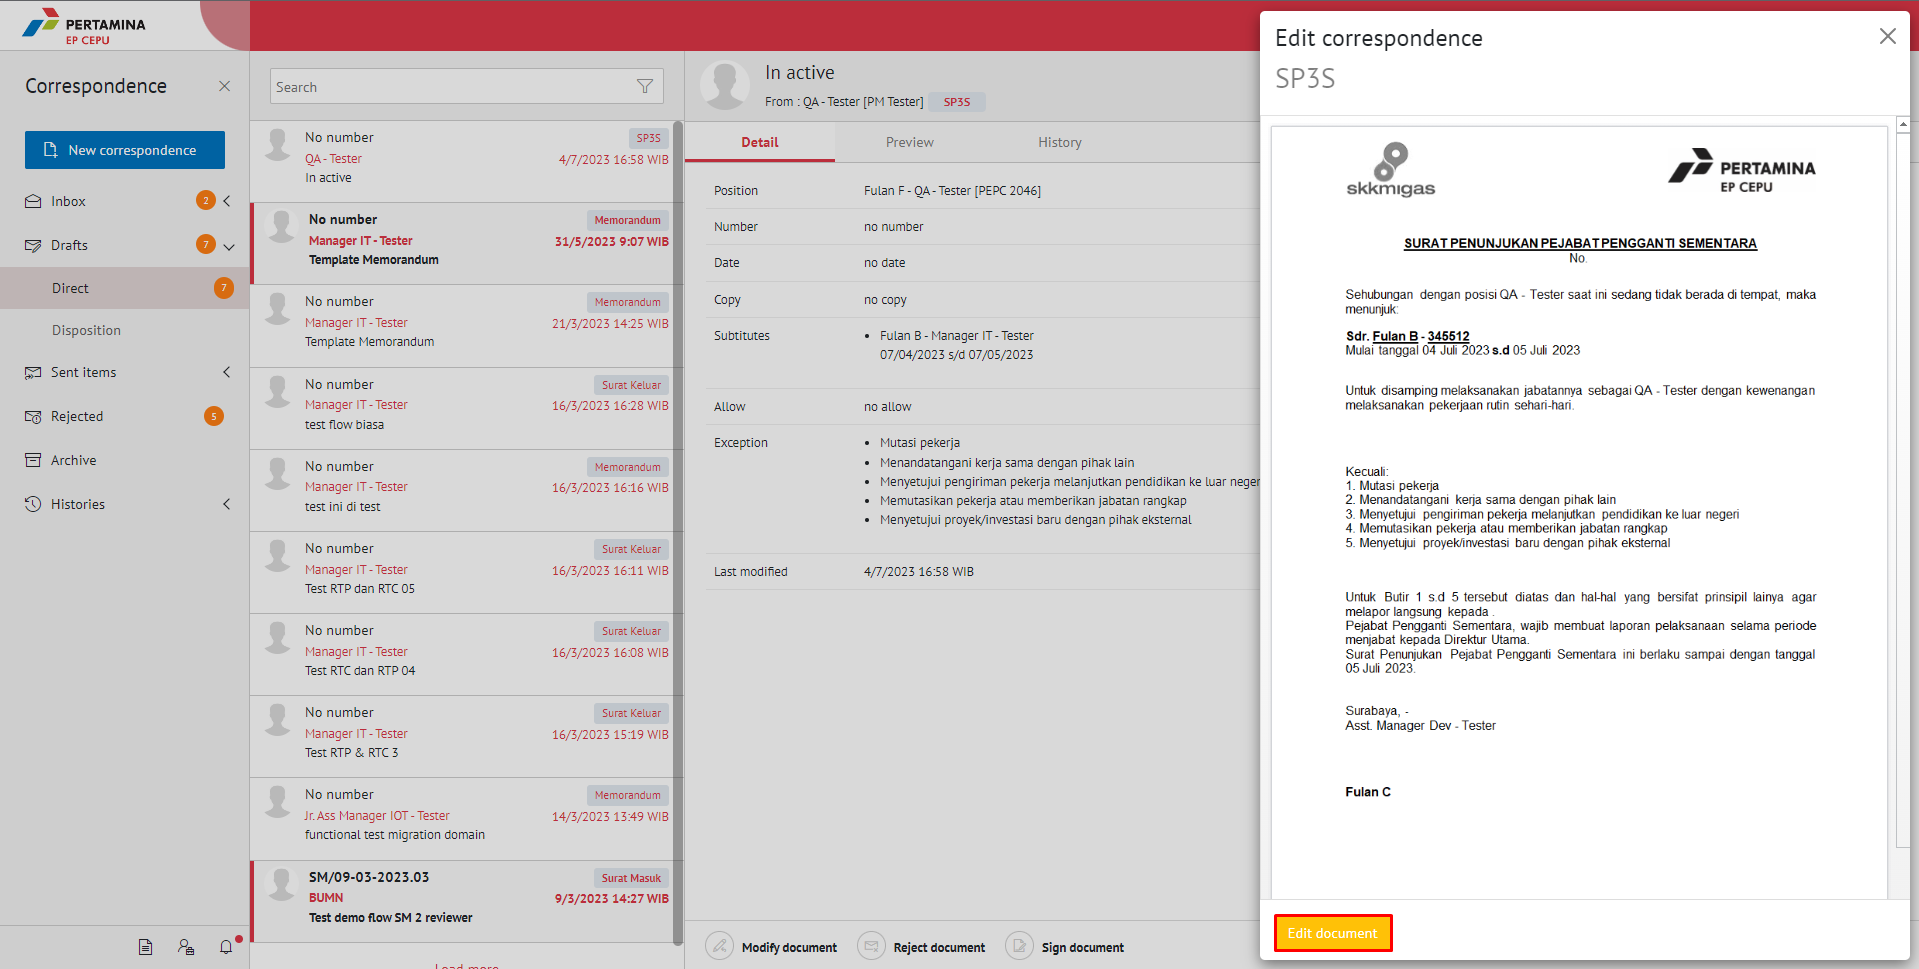 PERTAMINA
EP CEPU
Correspondence
New correspondence
Inbox
2
Drafts
7
Direct
7
Disposition
Sent items
Rejected
5
Archive
Histories
Search
No number
SP3S
QA - Tester
4/7/2023 16:58 WIB
In active
No number
Memorandum
Manager IT - Tester
31/5/2023 9:07 WIB
Template Memorandum
No number
Memorandum
Manager IT - Tester
21/3/2023 14:25 WIB
Template Memorandum
No number
Surat Keluar
Manager IT - Tester
16/3/2023 16:28 WIB
test flow biasa
No number
Memorandum
Manager IT - Tester
16/3/2023 16:16 WIB
test ini di test
No number
Surat Keluar
Manager IT - Tester
16/3/2023 16:11 WIB
Test RTP dan RTC 05
No number
Surat Keluar
Manager IT - Tester
16/3/2023 16:08 WIB
Test RTC dan RTP 04
No number
Surat Keluar
Manager IT - Tester
16/3/2023 15:19 WIB
Test RTP & RTC 3
No number
Memorandum
Jr. Ass Manager IOT - Tester
14/3/2023 13:49 WIB
functional test migration domain
SM/09-03-2023.03
Surat Masuk
BUMN
9/3/2023 14:27 WIB
Test demo flow SM 2 reviewer
Load more
In active
From : QA - Tester [PM Tester] SP3S
Detail Preview History
Position Fulan F - QA - Tester [PEPC 2046]
Number no number
Date no date
Copy no copy
Subtitutes • Fulan B - Manager IT - Tester
07/04/2023 s/d 07/05/2023
Allow no allow
Exception • Mutasi pekerja
• Menandatangani kerja sama dengan pihak lain
• Menyetujui pengiriman pekerja melanjutkan pendidikan ke luar neger
• Memutasikan pekerja atau memberikan jabatan rangkap
• Menyetujui proyek/investasi baru dengan pihak eksternal
Last modified 4/7/2023 16:58 WIB
Modify document Reject document Sign document
Edit correspondence
SP3S
skkmigas
PERTAMINA
EP CEPU
SURAT PENUNJUKAN PEJABAT PENGGANTI SEMENTARA
No.
Sehubungan dengan posisi QA - Tester saat ini sedang tidak berada di tempat, maka
menunjuk:
Sdr. Fulan B - 345512
Mulai tanggal 04 Juli 2023 s.d 05 Juli 2023
Untuk disamping melaksanakan jabatannya sebagai QA - Tester dengan kewenangan
melaksanakan pekerjaan rutin sehari-hari.
Kecuali:
1. Mutasi pekerja
2. Menandatangani kerja sama dengan pihak lain
3. Menyetujui pengiriman pekerja melanjutkan pendidikan ke luar negeri
4. Memutasikan pekerja atau memberikan jabatan rangkap
5. Menyetujui proyek/investasi baru dengan pihak eksternal
Untuk Butir 1 s.d 5 tersebut diatas dan hal-hal yang bersifat prinsipil lainya agar
melapor langsung kepada .
Pejabat Pengganti Sementara, wajib membuat laporan pelaksanaan selama periode
menjabat kepada Direktur Utama.
Surat Penunjukan Pejabat Pengganti Sementara ini berlaku sampai dengan tanggal
05 Juli 2023.
Surabaya, -
Asst. Manager Dev - Tester
Fulan C
Edit document